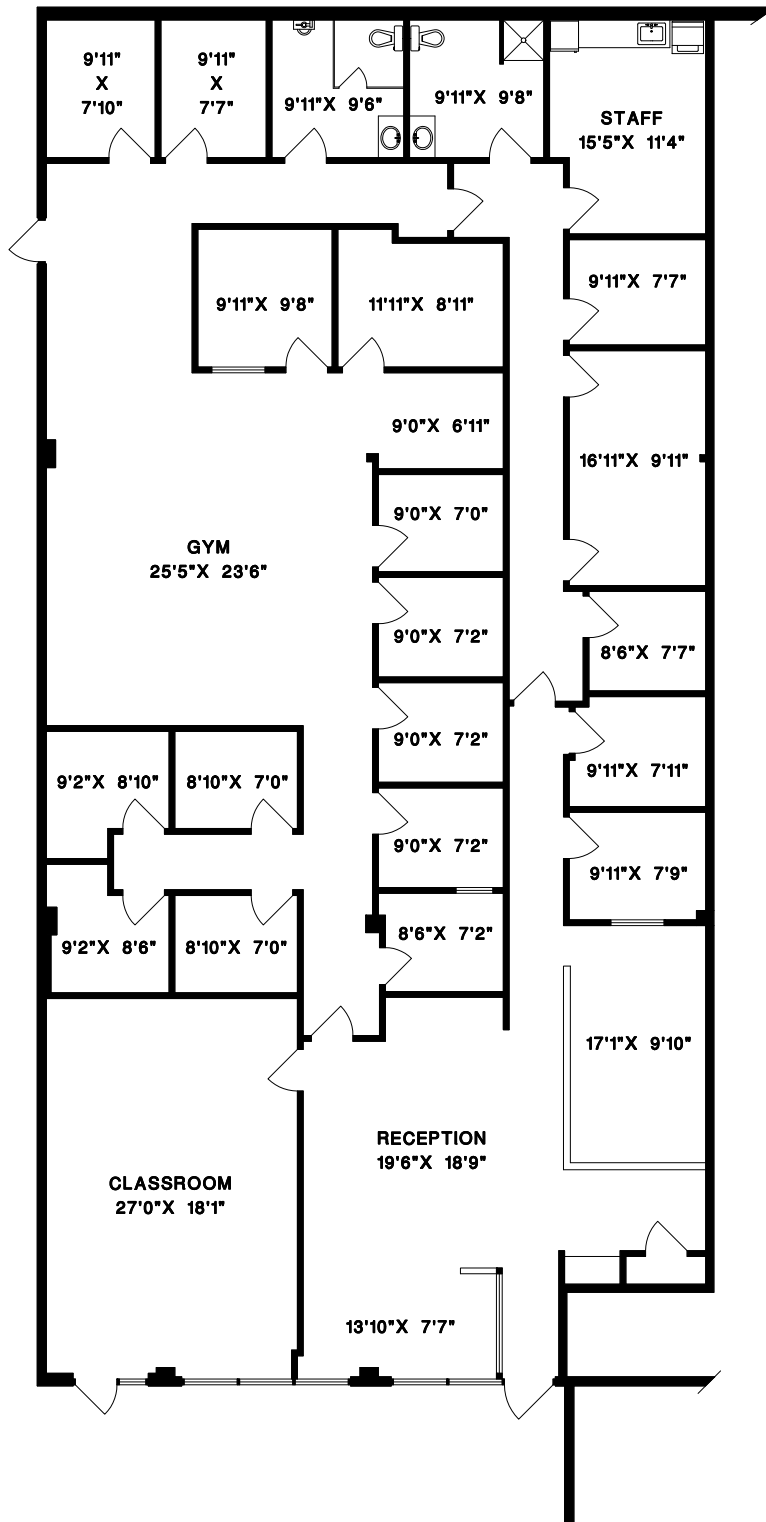 9'11"
X
7'10"
9'11"
X
7'7"
9'11"X 9'6"
9'11"X 9'8"
STAFF
15'5"X 11'4"
9'11"X 9'8"
11'11"X 8'11"
9'11"X 7'7"
9'0"X 6'11"
16'11"X 9'11"
9'0"X 7'0"
GYM
25'5"X 23'6"
9'0"X 7'2"
8'6"X 7'7"
9'0"X 7'2"
9'11"X 7'11"
9'2"X 8'10"
8'10"X 7'0"
9'0"X 7'2"
9'11"X 7'9"
9'2"X 8'6"
8'10"X 7'0"
8'6"X 7'2"
17'1"X 9'10"
RECEPTION
19'6"X 18'9"
CLASSROOM
27'0"X 18'1"
13'10"X 7'7"